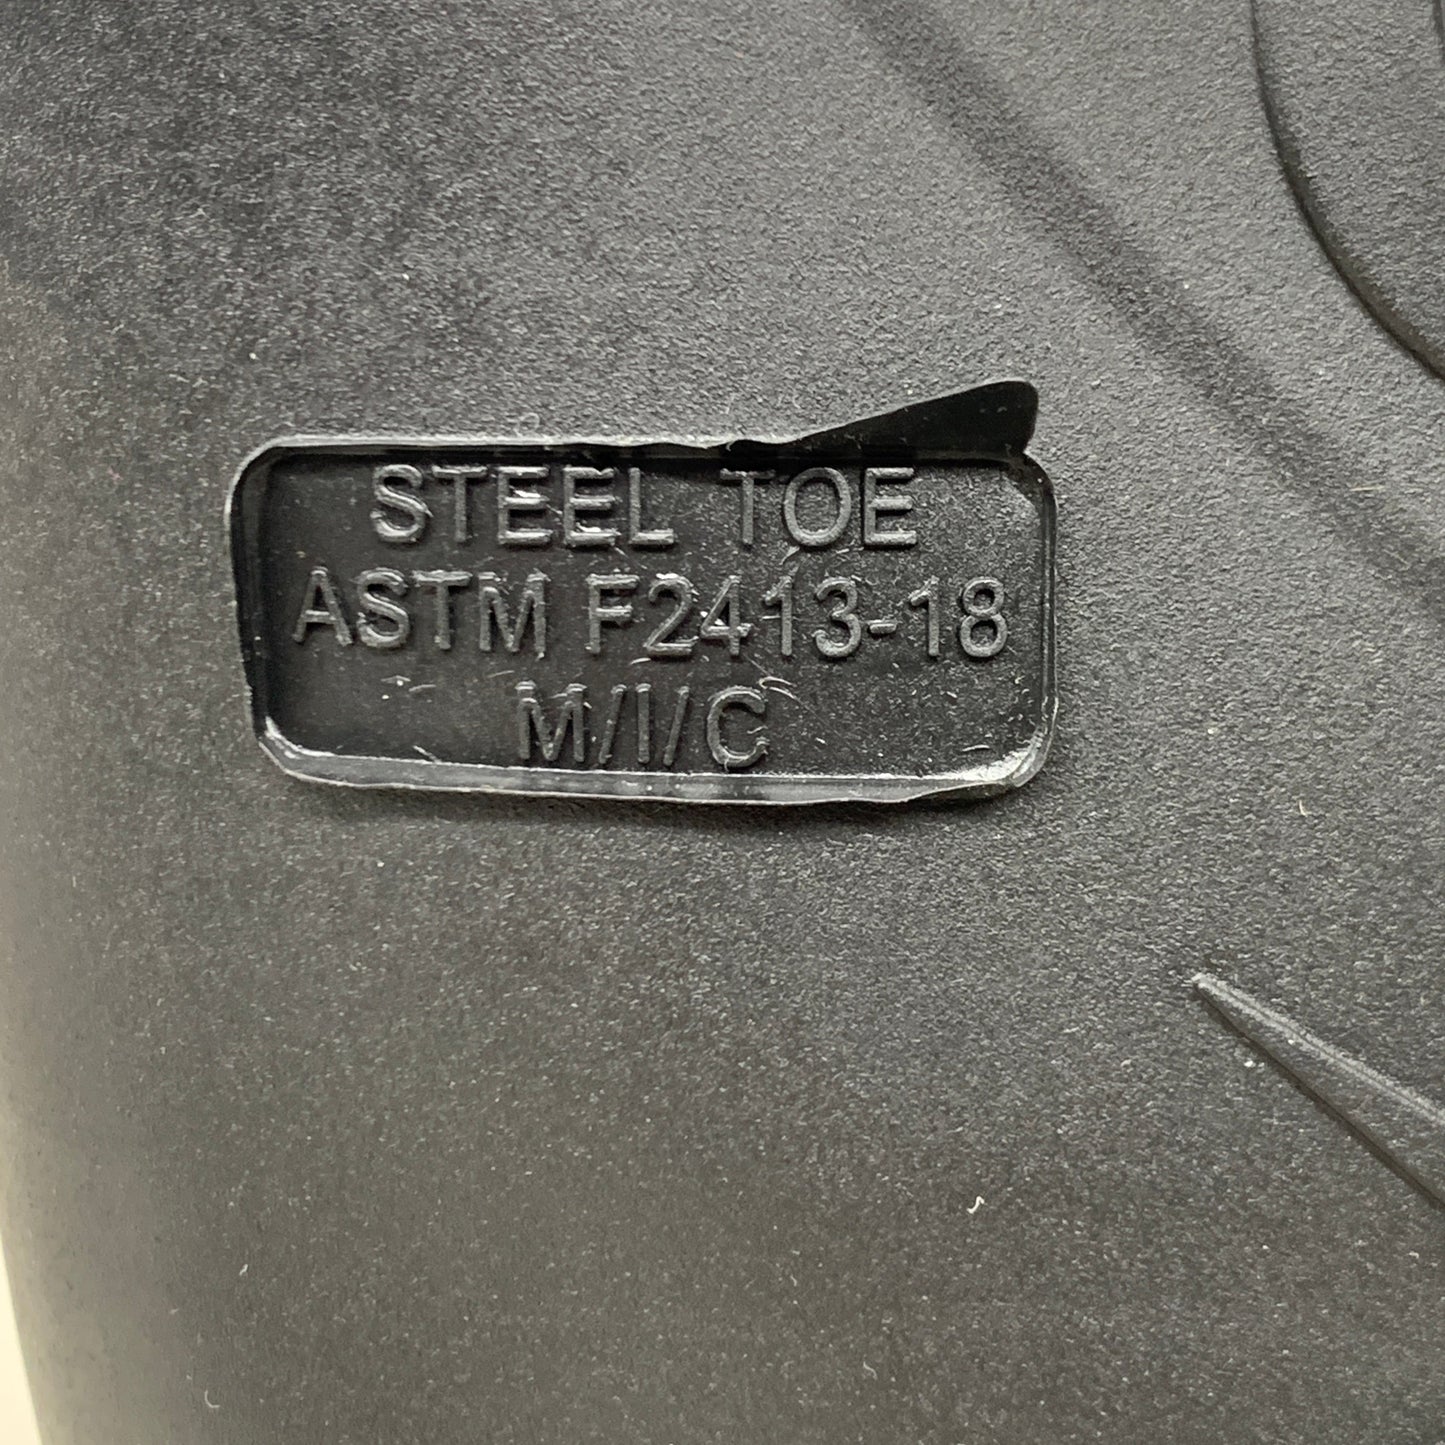 STEEL TOE
ASTM F2413-18
M/I/C